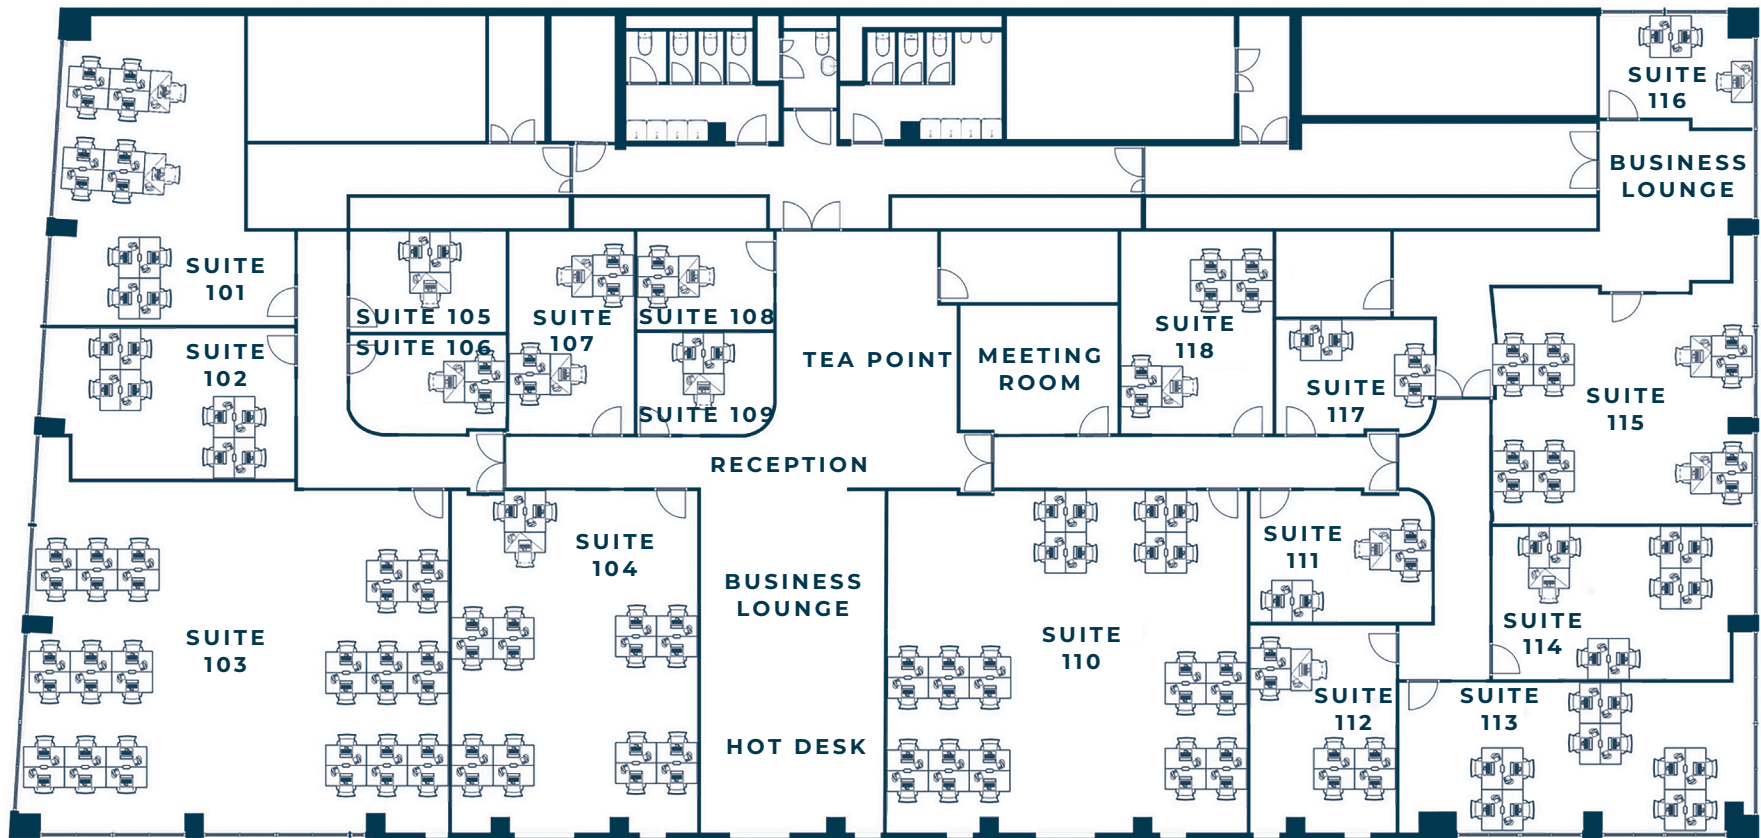 SUITE
116
BUSINESS
LOUNGE
SUITE
101
SUITE 105
SUITE
107
SUITE 108
SUITE
118
SUITE
102
SUITE 106
TEA POINT
MEETING
ROOM
SUITE
117
SUITE
115
SUITE 109
RECEPTION
SUITE
104
SUITE
111
BUSINESS
LOUNGE
SUITE
103
SUITE
110
SUITE
114
SUITE
112
SUITE
113
HOT DESK